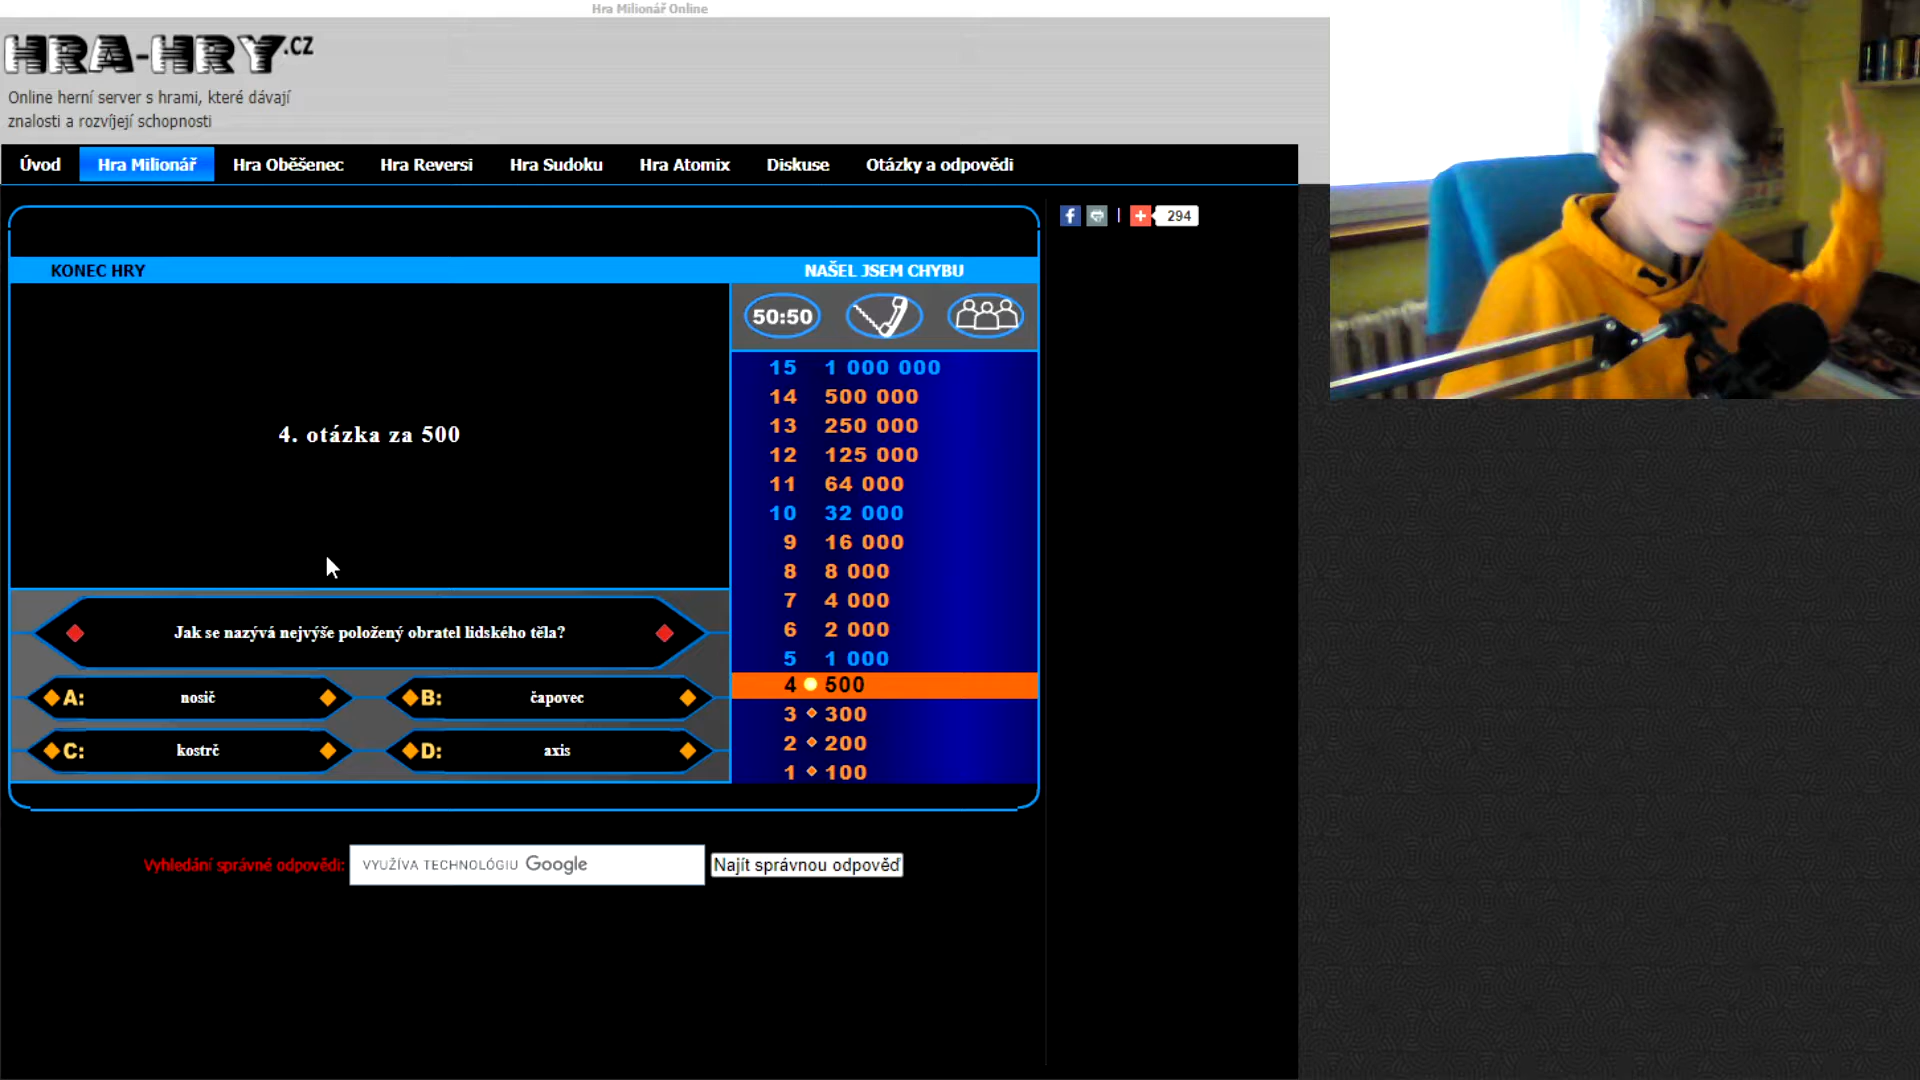 Hra Milionář Online
HRA-HRY.CZ
Online herní server s hrami, které dávají
znalosti a rozvíjejí schopnosti
Úvod Hra Milionář Hra Oběšenec Hra Reversi Hra Sudoku Hra Atomix Diskuse Otázky a odpovědi
294
KONEC HRY NAŠEL JSEM CHYBU
50:50
15 1 000 000
14 500 000
13 250 000
12 125 000
11 64 000
10 32 000
9 16 000
8 8 000
7 4 000
6 2 000
5 1 000
4 500
3 300
2 200
1 100
4. otázka za 500
Jak se nazývá nejvýše položený obratel lidského těla?
A: nosič
B: čapovec
C: kostrč
D: axis
Vyhledání správné odpovědi: VYUŽÍVA TECHNOLÓGIU Google Najít správnou odpověď